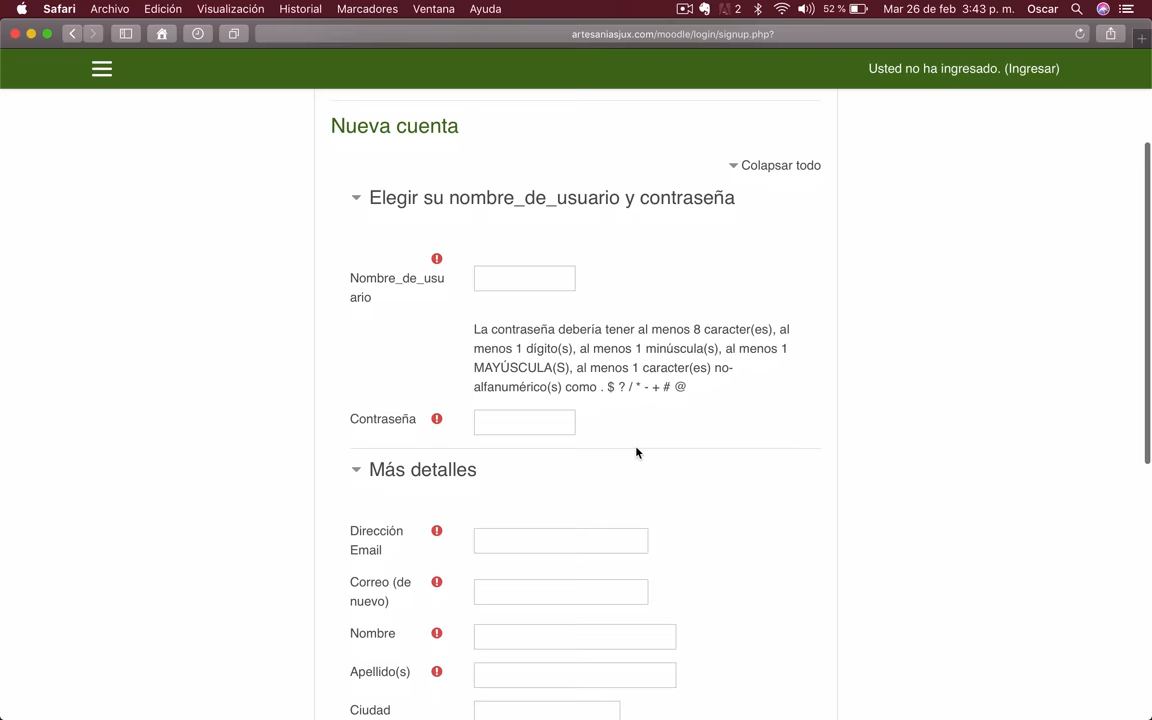 Safari Archivo Edición Visualización Historial Marcadores Ventana Ayuda 2 52 % Mar 26 de feb 3:43 p. m. Oscar
artesaniasjux.com/moodle/login/signup.php?
Usted no ha ingresado. (Ingresar)
Nueva cuenta
Colapsar todo
Elegir su nombre_de_usuario y contraseña
Nombre_de_usu
ario
La contraseña debería tener al menos 8 caracter(es), al
menos 1 dígito(s), al menos 1 minúscula(s), al menos 1
MAYÚSCULA(S), al menos 1 caracter(es) no-
alfanumérico(s) como . $ ? / * - + # @
Contraseña
Más detalles
Dirección
Email
Correo (de
nuevo)
Nombre
Apellido(s)
Ciudad